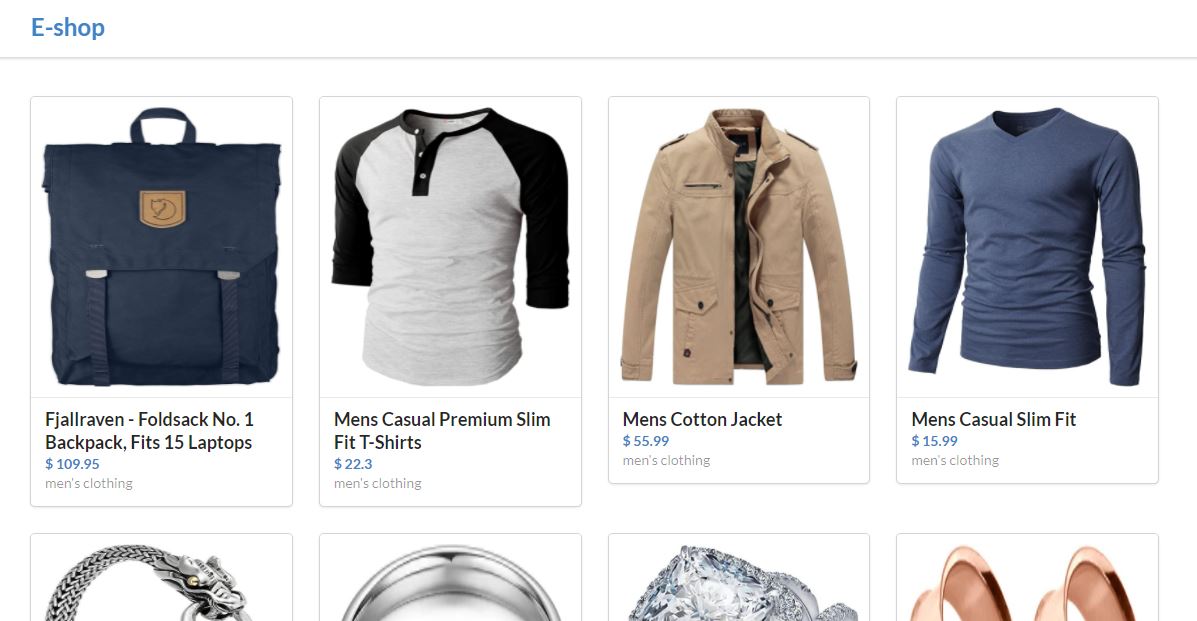 E-shop
Fjallraven - Foldsack No. 1
Backpack, Fits 15 Laptops
$ 109.95
men's clothing
Mens Casual Premium Slim
Fit T-Shirts
$ 22.3
men's clothing
Mens Cotton Jacket
$ 55.99
men's clothing
Mens Casual Slim Fit
$ 15.99
men's clothing